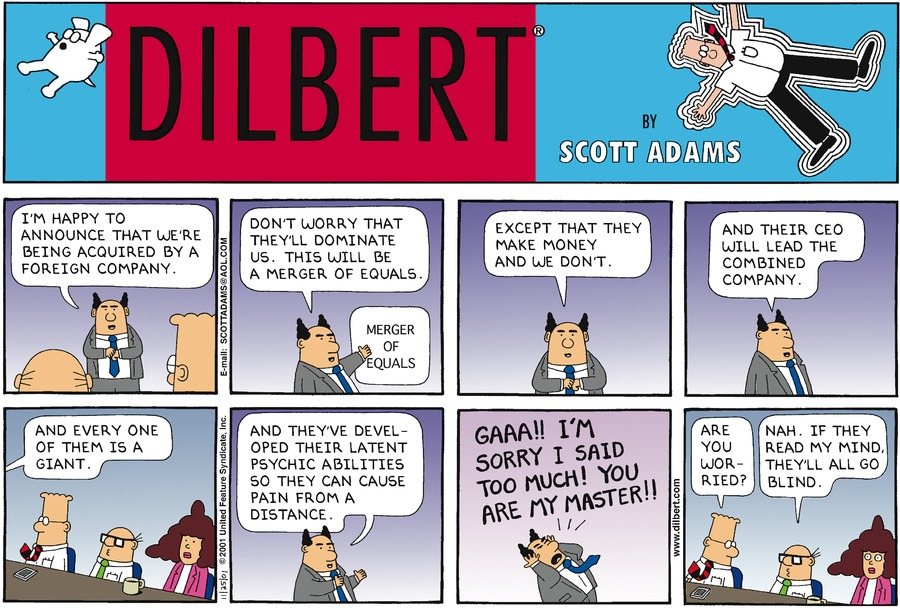 DILBERT®
BY
SCOTT ADAMS
I'M HAPPY TO
ANNOUNCE THAT WE'RE
BEING ACQUIRED BY A
FOREIGN COMPANY.
E-mail: SCOTTADAMS@AOL.COM
DON'T WORRY THAT
THEY'LL DOMINATE
US. THIS WILL BE
A MERGER OF EQUALS.
MERGER
OF
EQUALS
EXCEPT THAT THEY
MAKE MONEY
AND WE DON'T.
AND THEIR CEO
WILL LEAD THE
COMBINED
COMPANY.
AND EVERY ONE
OF THEM IS A
GIANT.
11/25/01 ©2001 United Feature Syndicate, Inc.
AND THEY'VE DEVEL-
OPED THEIR LATENT
PSYCHIC ABILITIES
SO THEY CAN CAUSE
PAIN FROM A
DISTANCE.
GAAA!! I'M
SORRY I SAID
TOO MUCH! YOU
ARE MY MASTER!!
www.dilbert.com
ARE
YOU
WOR-
RIED?
NAH. IF THEY
READ MY MIND,
THEY'LL ALL GO
BLIND.